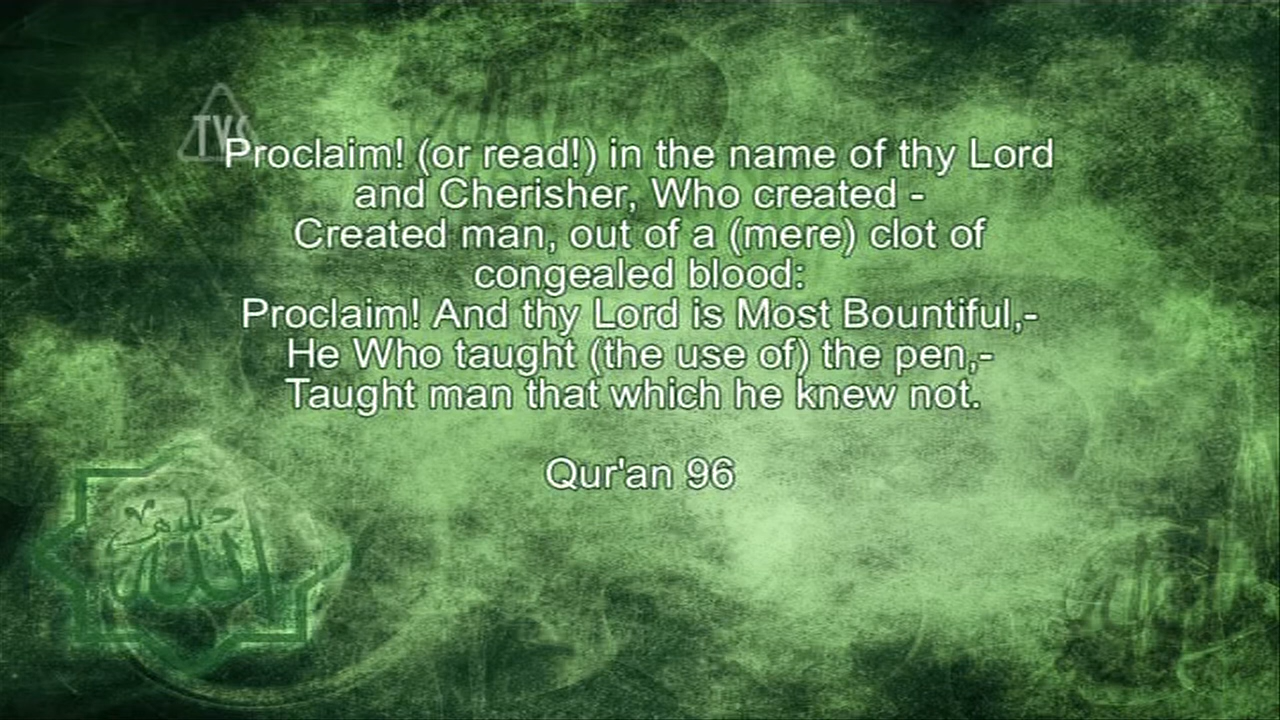 TVS
Proclaim! (or read!) in the name of thy Lord
and Cherisher, Who created -
Created man, out of a (mere) clot of
congealed blood:
Proclaim! And thy Lord is Most Bountiful,-
He Who taught (the use of) the pen,-
Taught man that which he knew not.
Qur'an 96
الله